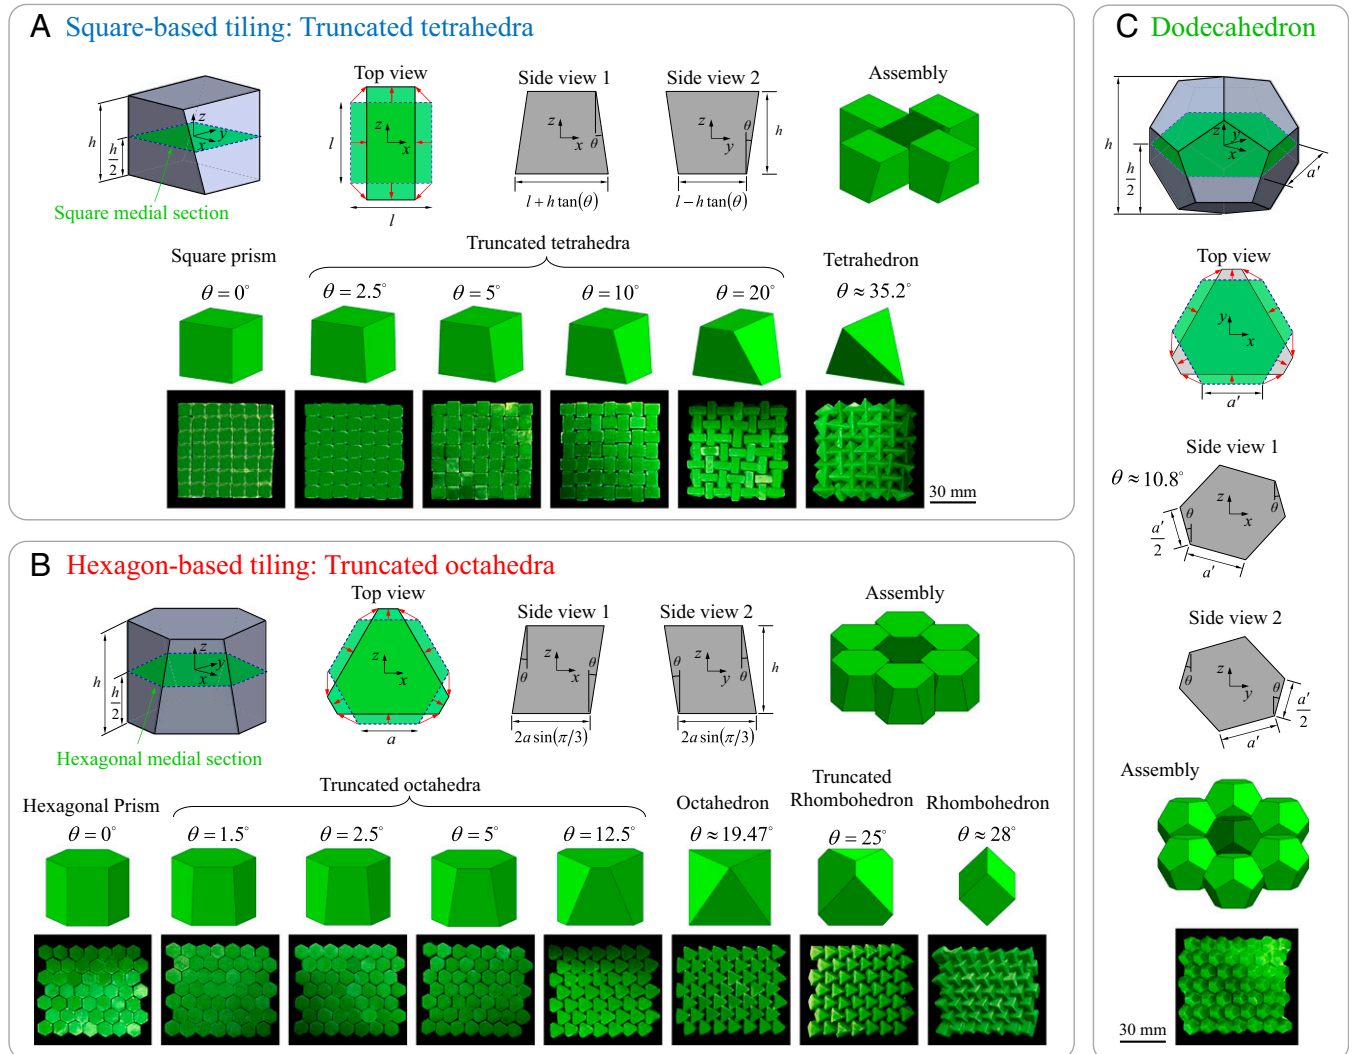 A Square-based tiling: Truncated tetrahedra
Top view
Side view 1
Side view 2
Assembly
h
h/2
z
y
x
Square medial section
l
z
x
l
z
x
θ
l + h tan(θ)
z
y
θ
h
l − h tan(θ)
Truncated tetrahedra
Square prism
Tetrahedron
θ = 0°
θ = 2.5°
θ = 5°
θ = 10°
θ = 20°
θ ≈ 35.2°
30 mm
B Hexagon-based tiling: Truncated octahedra
Top view
Side view 1
Side view 2
Assembly
h
h/2
z
y
x
Hexagonal medial section
z
x
a
θ
z
x
θ
2a sin(π/3)
θ
z
y
θ
h
2a sin(π/3)
Truncated octahedra
Hexagonal Prism
Octahedron
Truncated
Rhombohedron
Rhombohedron
θ = 0°
θ = 1.5°
θ = 2.5°
θ = 5°
θ = 12.5°
θ ≈ 19.47°
θ = 25°
θ ≈ 28°
C Dodecahedron
h
h/2
z
y
x
a′
Top view
y
x
a′
Side view 1
θ ≈ 10.8°
θ
z
x
θ
a′/2
a′
Side view 2
θ
z
y
θ
a′/2
a′
Assembly
30 mm